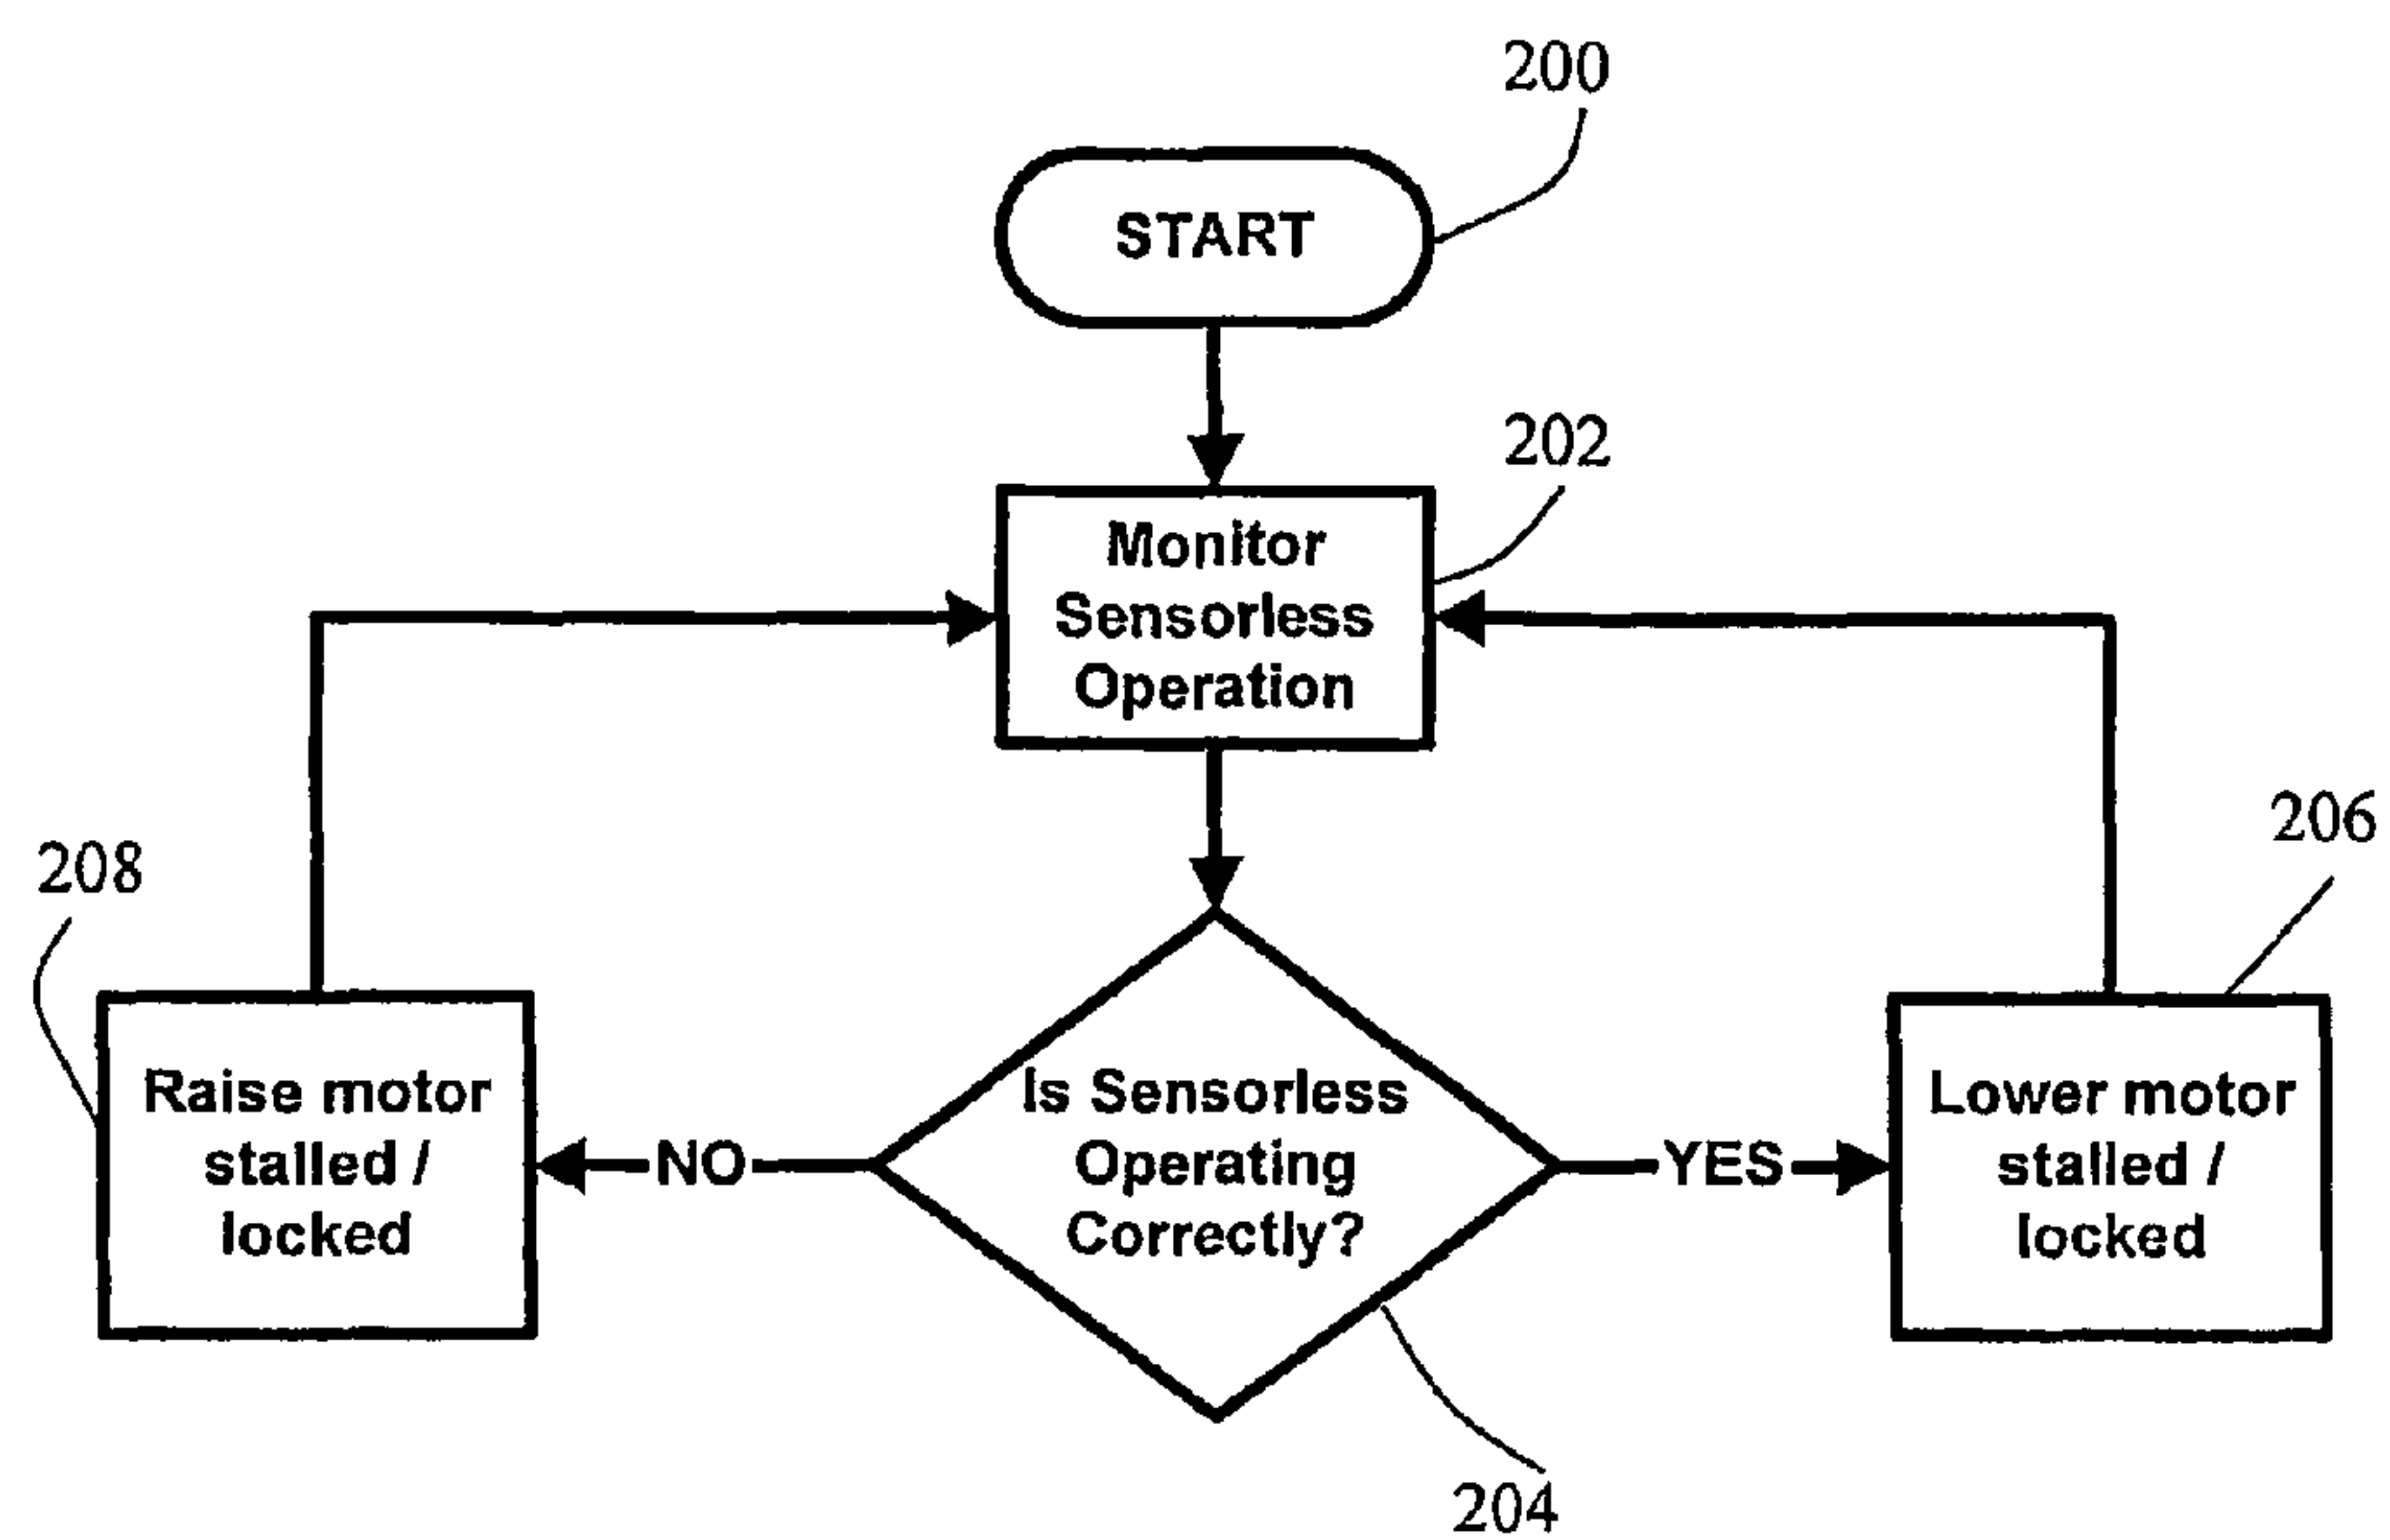 200
START
202
Monitor
Sensorless
Operation
206
208
Raise motor
stalled /
locked
NO
Is Sensorless
Operating
Correctly?
YES
Lower motor
stalled /
locked
204